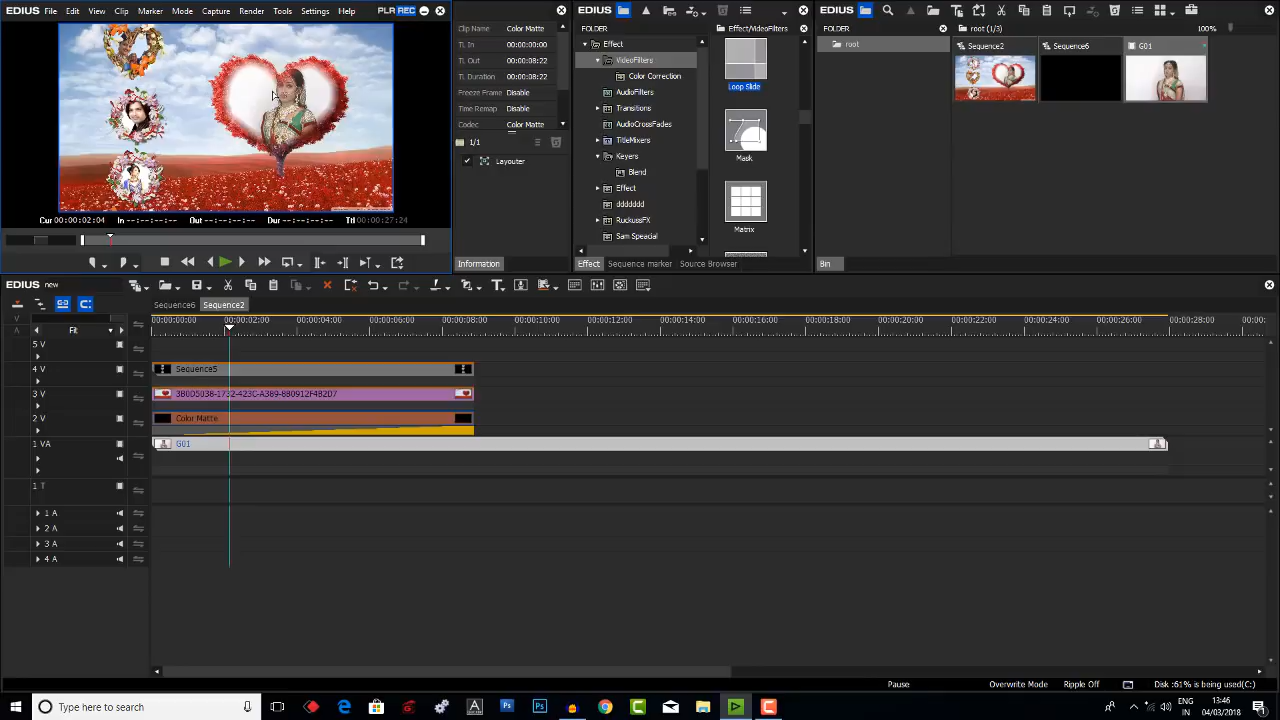 EDIUS File Edit View Clip Marker Mode Capture Render Tools Settings Help PLR REC
Cur 00:00:02:04 In --:--:--:-- Out --:--:--:-- Dur --:--:--:-- Ttl 00:00:27:24
Clip Name Color Matte
TL In 00:00:00:00
TL Out 00:00:08:22
TL Duration 00:00:08:22
Freeze Frame Disable
Time Remap Disable
Codec Color Matte
1/1
Layouter
Information
EDIUS
FOLDER Effect/VideoFilters
Effect
VideoFilters
Color Correction
AudioFilters
Transitions
AudioCrossFades
TitleMixers
Keyers
Blend
Effect
ddddddd
RuckussFX
Sam Speacial
Loop Slide
Mask
Matrix
Effect Source marker Source Browser
EDIUS
FOLDER root (1/3) 100%
root
Sequence2 Sequence6 G01
Bin
EDIUS new
Sequence6 Sequence2
Fit
00:00:00:00 00:00:02:00 00:00:04:00 00:00:06:00 00:00:08:00 00:00:10:00 00:00:12:00 00:00:14:00 00:00:16:00 00:00:18:00 00:00:20:00 00:00:22:00 00:00:24:00 00:00:26:00 00:00:28:00 00:00:
V
A
5 V
4 V Sequence5
3 V 3B0D5038-1732-423C-A389-8B0912F4B2D7
2 V Color Matte
1 VA G01
1 T
1 A
2 A
3 A
4 A
Pause Overwrite Mode Ripple Off Disk :61% is being used(C:)
Type here to search
ENG
IN
13:46
04/03/2018